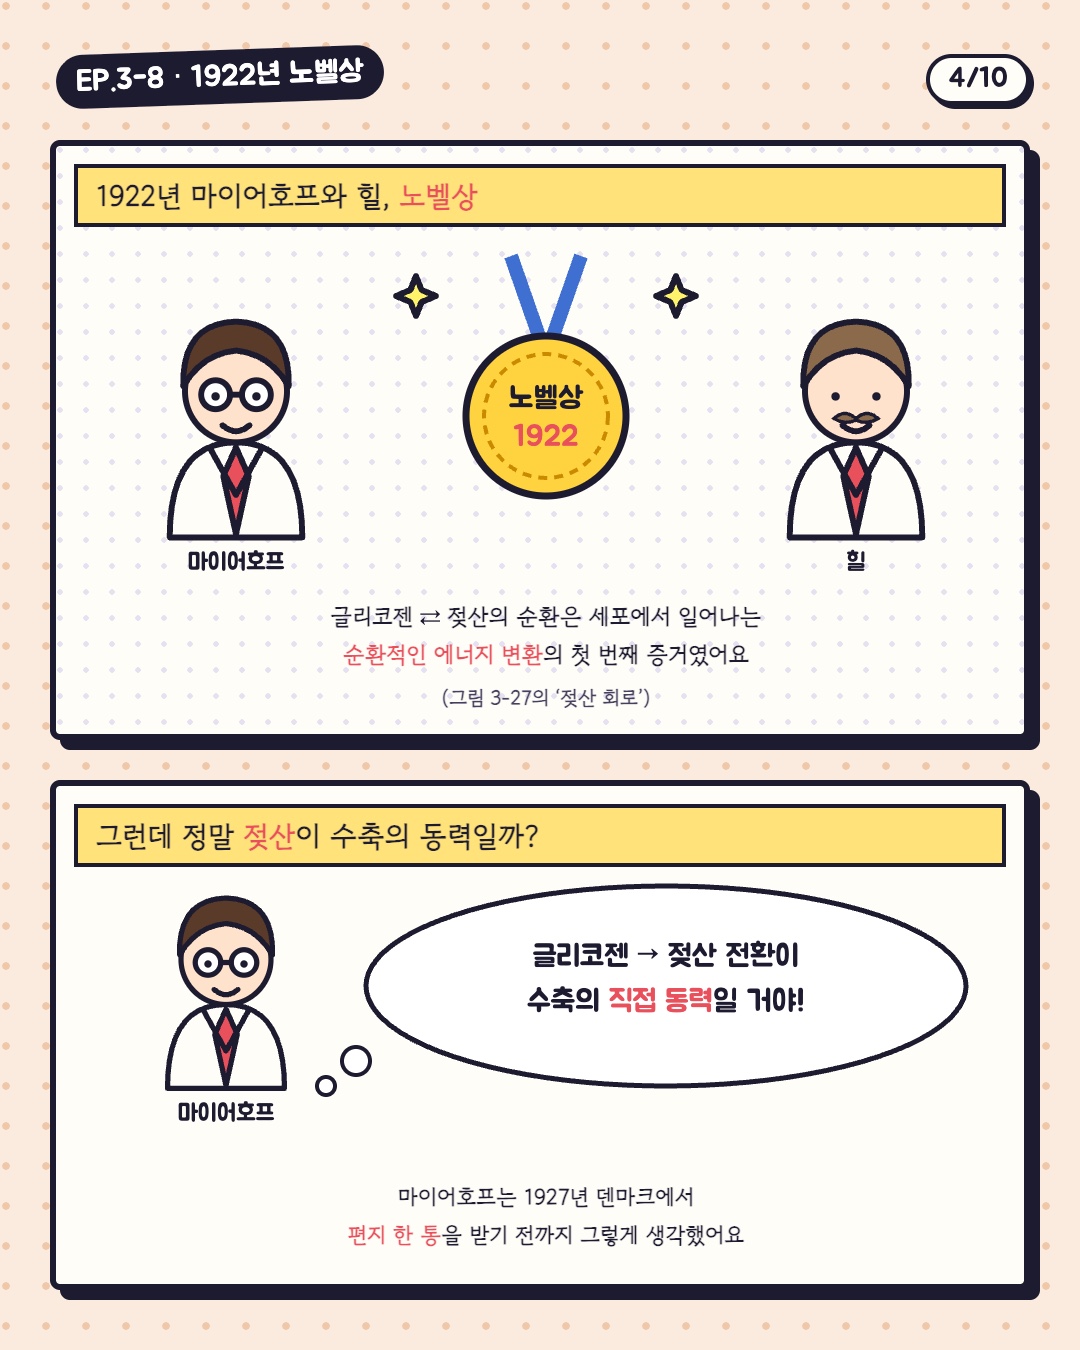 EP.3-8 · 1922년 노벨상
4/10
1922년 마이어호프와 힐, 노벨상
노벨상
1922
마이어호프
힐
글리코젠 ⇄ 젖산의 순환은 세포에서 일어나는
순환적인 에너지 변환의 첫 번째 증거였어요
(그림 3-27의 ‘젖산 회로’)
그런데 정말 젖산이 수축의 동력일까?
글리코젠 → 젖산 전환이
수축의 직접 동력일 거야!
마이어호프
마이어호프는 1927년 덴마크에서
편지 한 통을 받기 전까지 그렇게 생각했어요